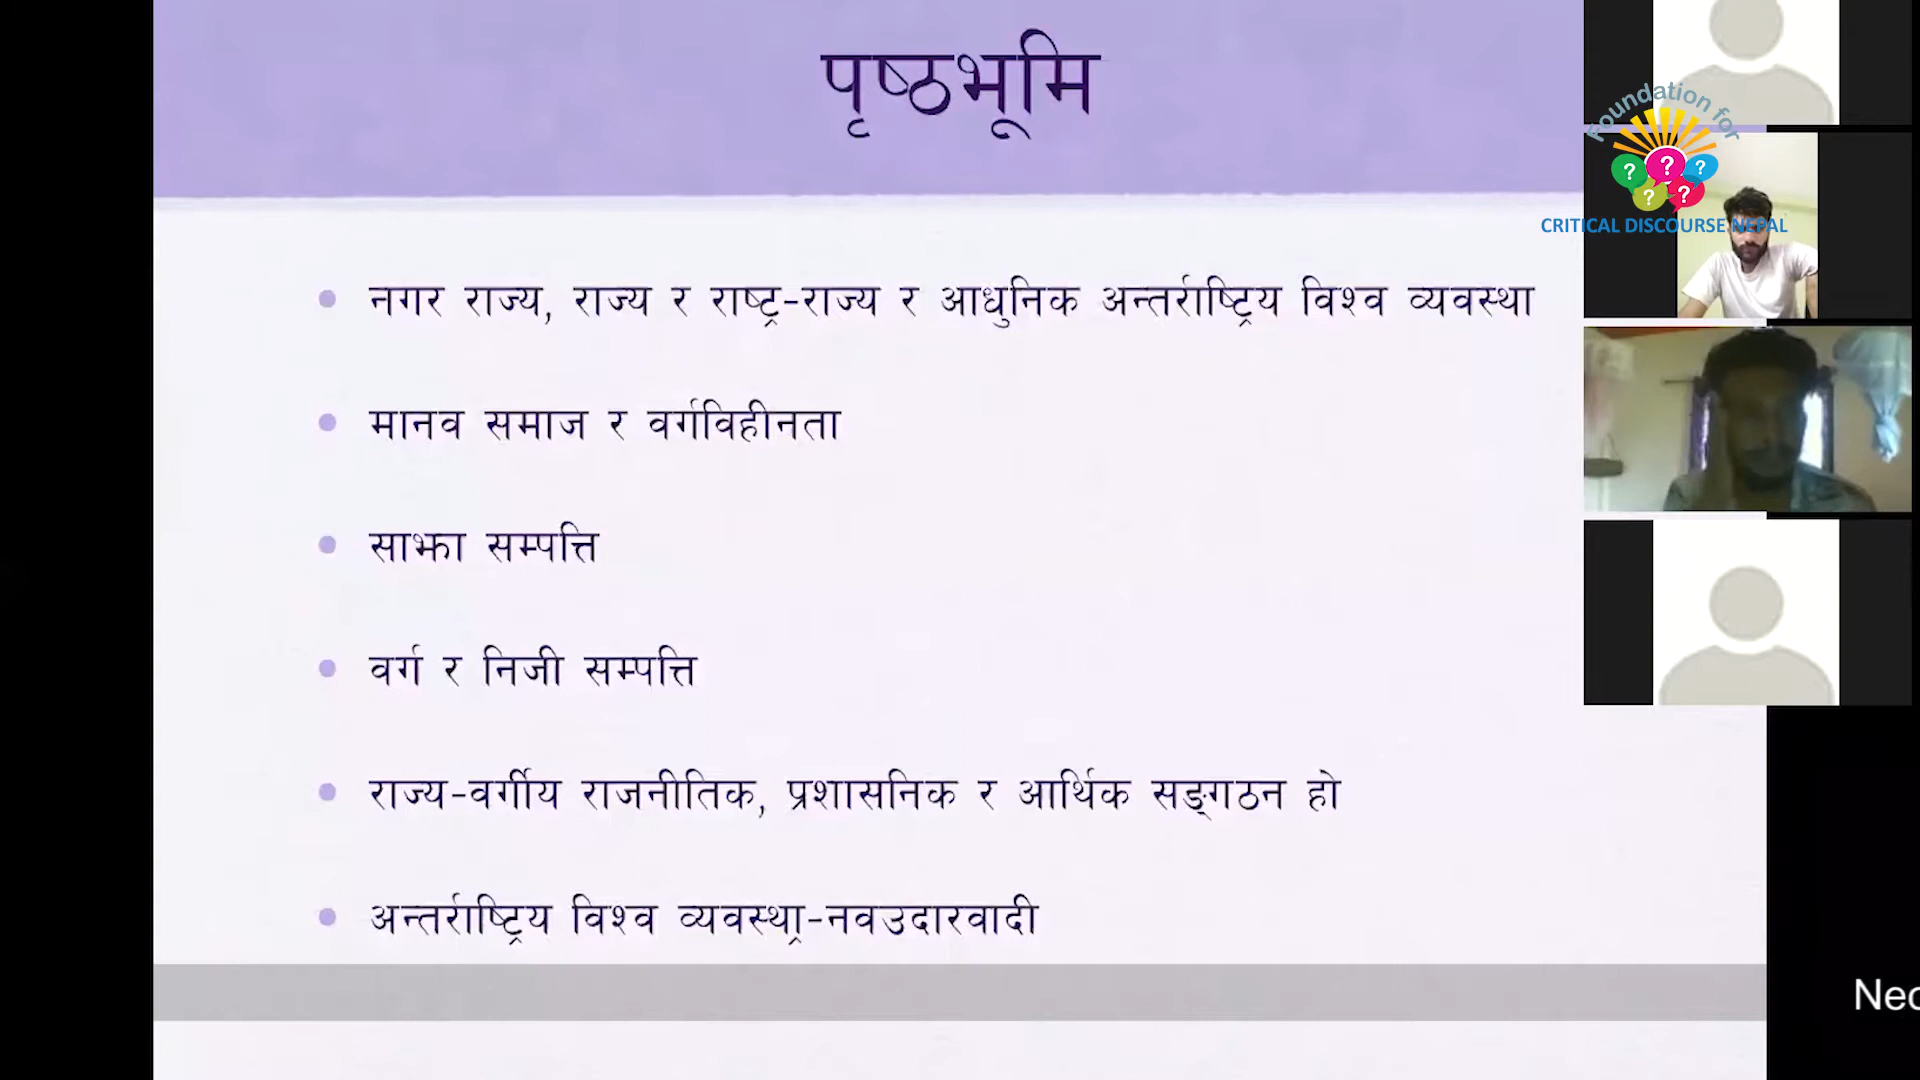 पृष्ठभूमि
Foundation for
CRITICAL DISCOURSE NEPAL
नगर राज्य, राज्य र राष्ट्र-राज्य र आधुनिक अन्तर्राष्ट्रिय विश्व व्यवस्था
मानव समाज र वर्गविहीनता
साझा सम्पत्ति
वर्ग र निजी सम्पत्ति
राज्य-वर्गीय राजनीतिक, प्रशासनिक र आर्थिक सङ्गठन हो
अन्तर्राष्ट्रिय विश्व व्यवस्था्र-नवउदारवादी